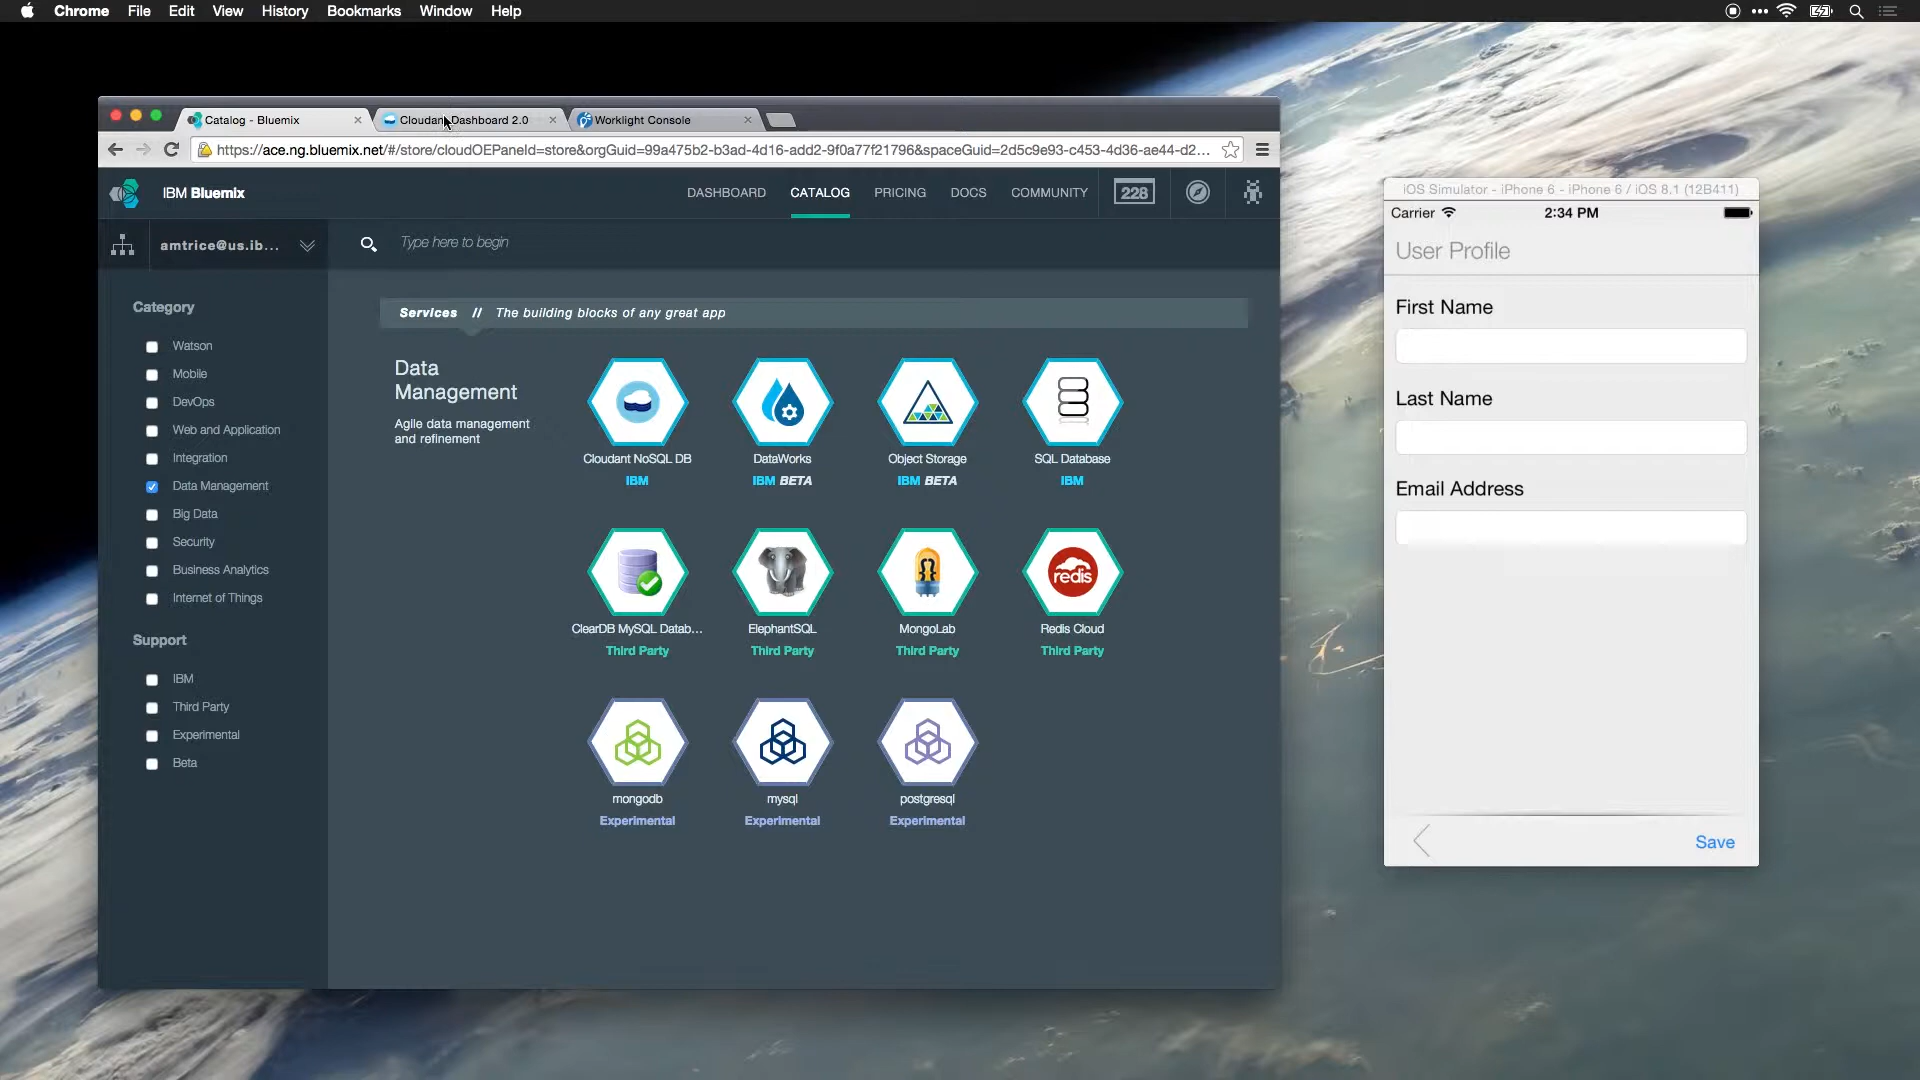 Chrome File Edit View History Bookmarks Window Help
Catalog - Bluemix
Cloudant Dashboard 2.0
Worklight Console
https://ace.ng.bluemix.net/#/store/cloudOEPaneId=store&orgGuid=99a475b2-b3ad-4d16-add2-9f0a77f21796&spaceGuid=2d5c9e93-c453-4d36-ae44-d2...
IBM Bluemix
DASHBOARD CATALOG PRICING DOCS COMMUNITY 228
amtrice@us.ib...
Type here to begin
Category
Watson
Mobile
DevOps
Web and Application
Integration
Data Management
Big Data
Security
Business Analytics
Internet of Things
Support
IBM
Third Party
Experimental
Beta
Services // The building blocks of any great app
Data
Management
Agile data management
and refinement
Cloudant NoSQL DB
IBM
DataWorks
IBM BETA
Object Storage
IBM BETA
SQL Database
IBM
ClearDB MySQL Datab...
Third Party
ElephantSQL
Third Party
MongoLab
Third Party
redis
Redis Cloud
Third Party
mongodb
Experimental
mysql
Experimental
postgresql
Experimental
iOS Simulator - iPhone 6 - iPhone 6 / iOS 8.1 (12B411)
Carrier 2:34 PM
User Profile
First Name
Last Name
Email Address
Save